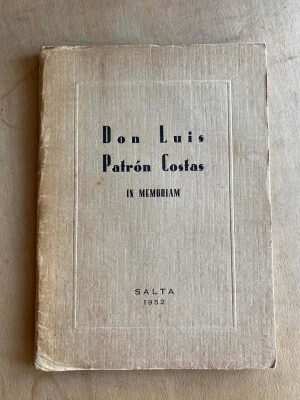 Don Luis
Patrón Costas
IN MEMORIAM
SALTA
1952